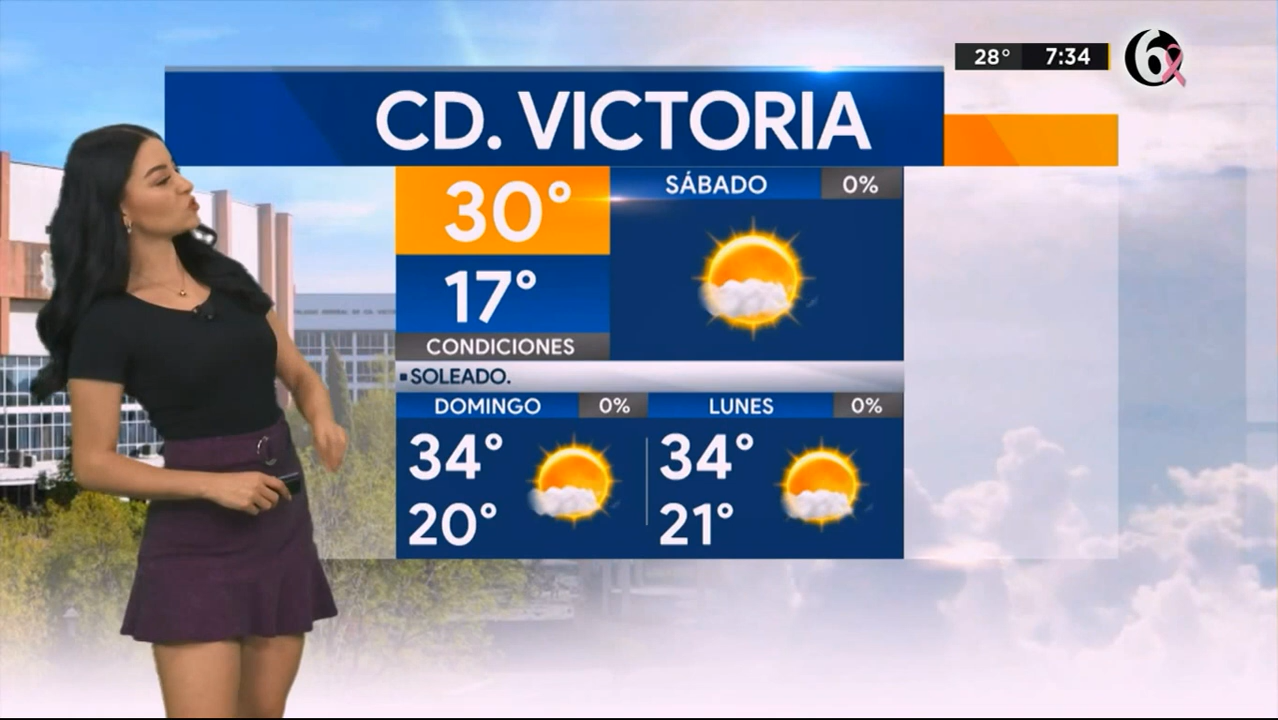 28° 7:34
6
CD. VICTORIA
30°
SÁBADO 0%
17°
CONDICIONES
▪SOLEADO.
DOMINGO 0% LUNES 0%
34° 34°
20° 21°